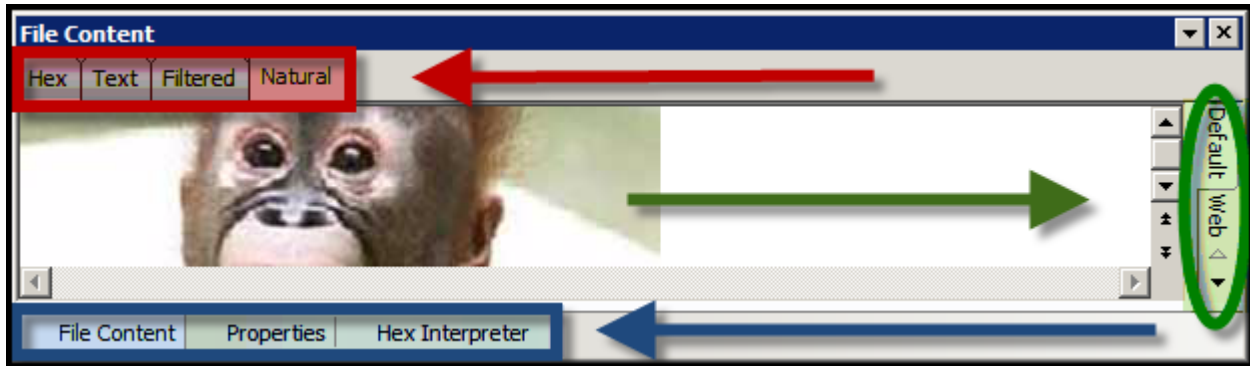 File Content
Hex Text Filtered Natural
Default Web
File Content Properties Hex Interpreter